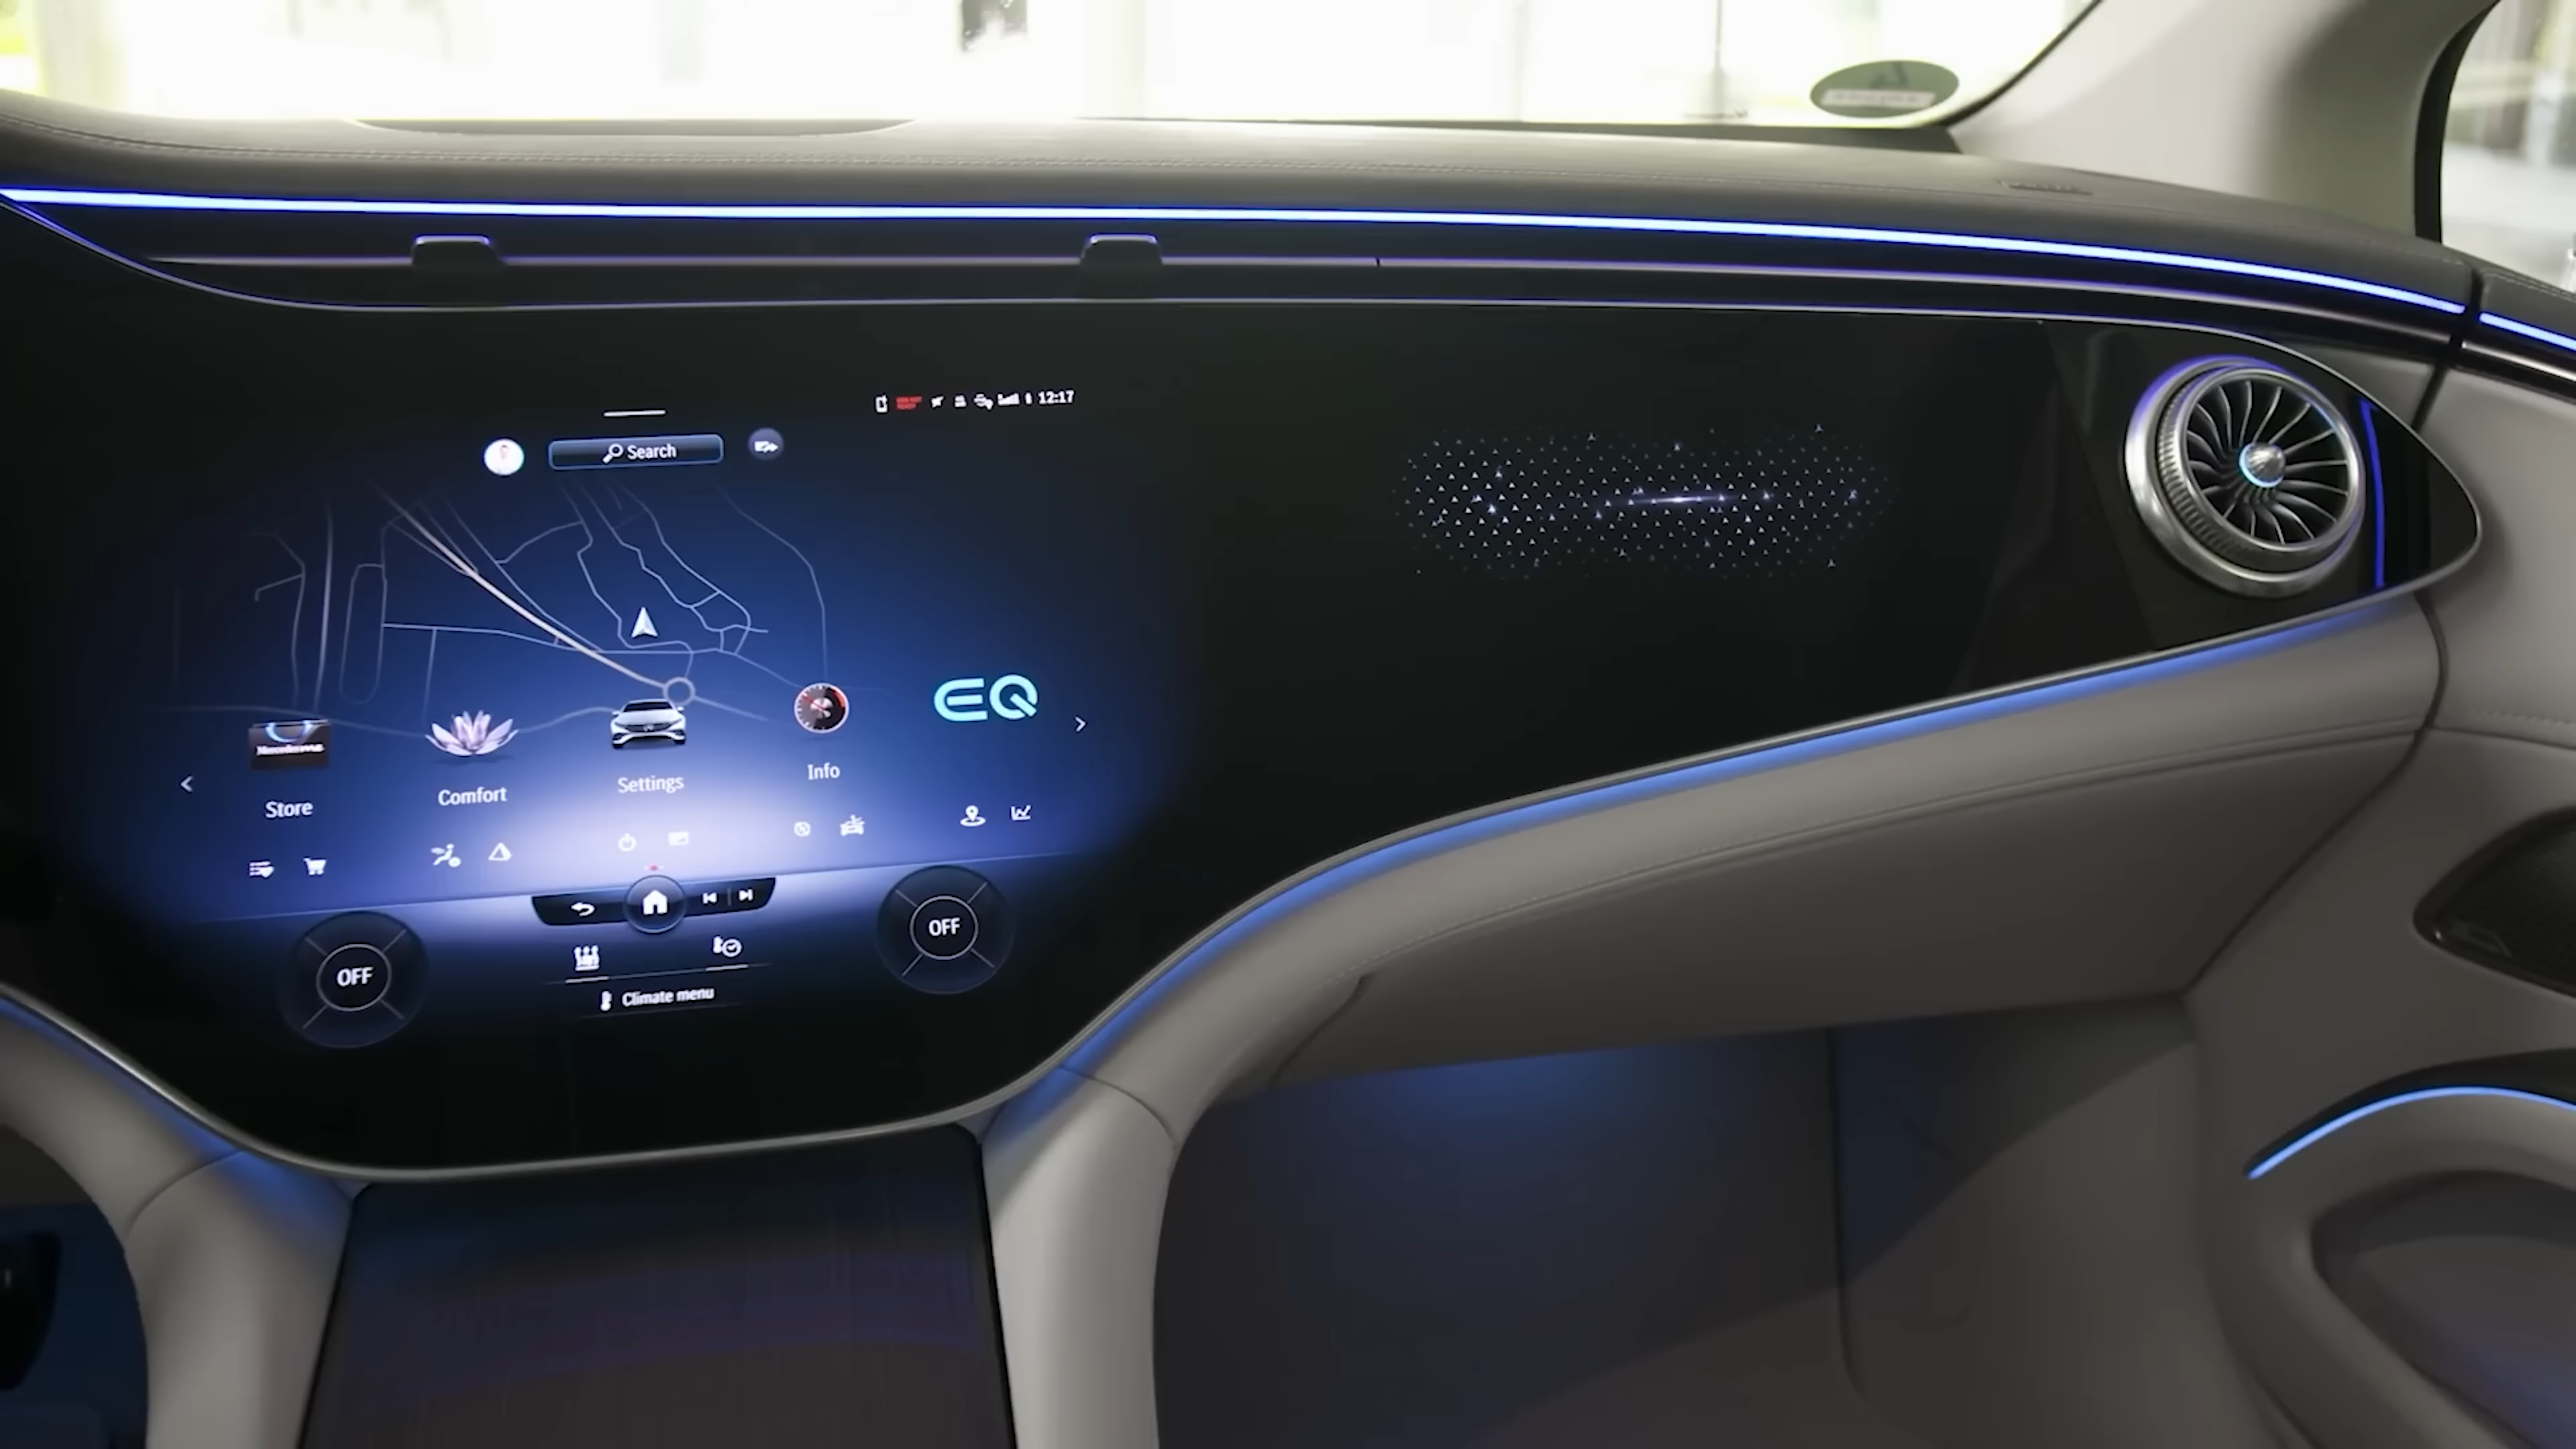 12:17
Search
EQ
Store
Comfort
Settings
Info
OFF
OFF
Climate menu